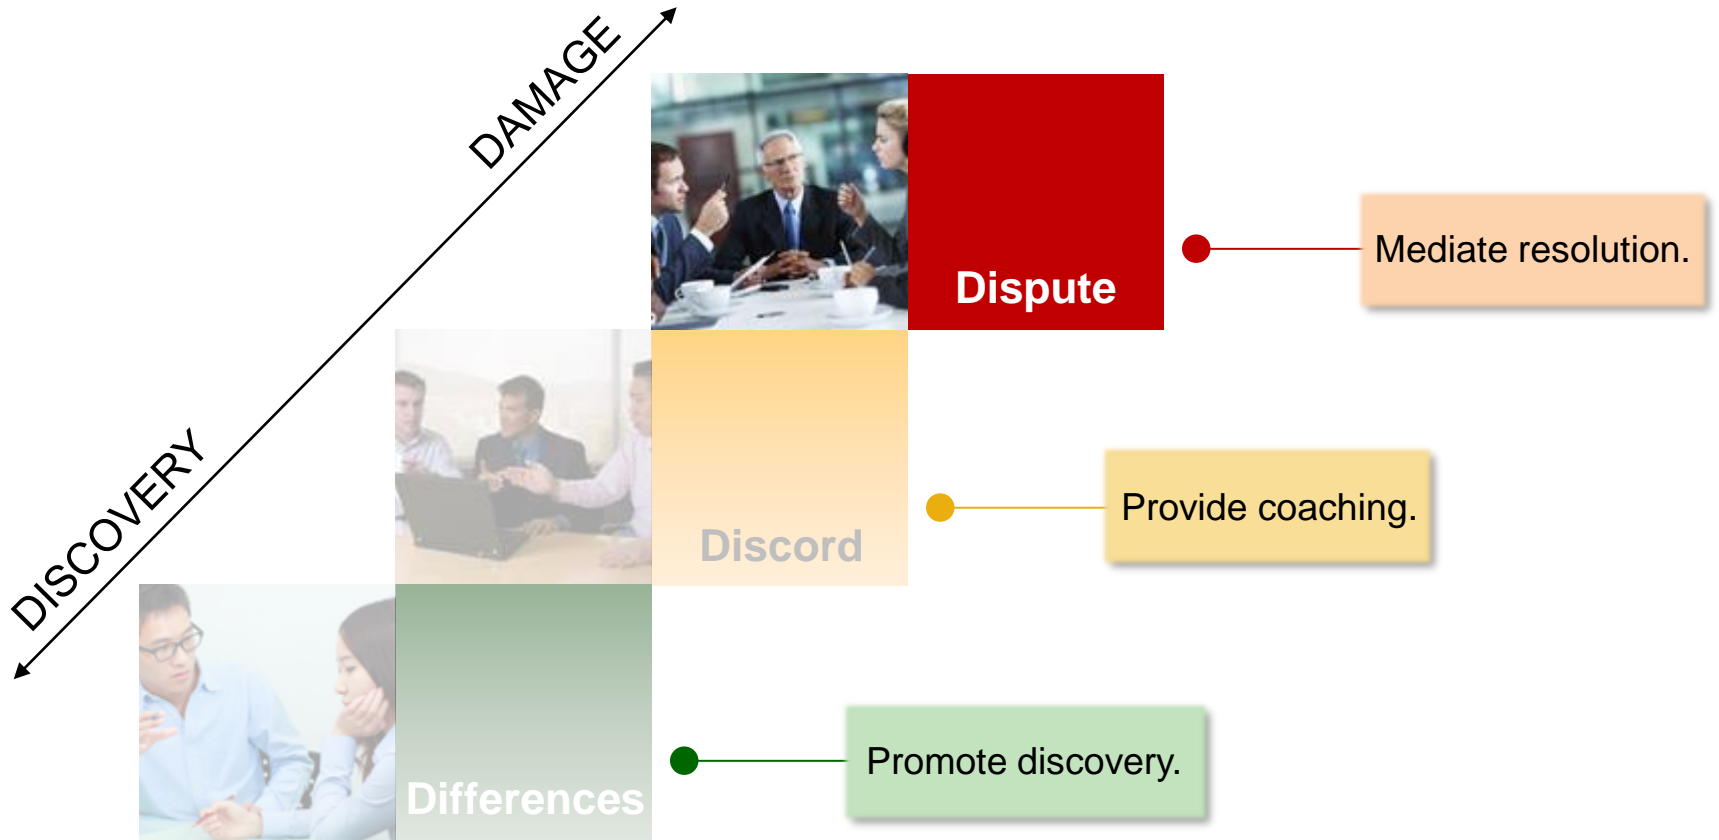 DAMAGE
Dispute
Mediate resolution.
DISCOVERY
Discord
Provide coaching.
Differences
Promote discovery.